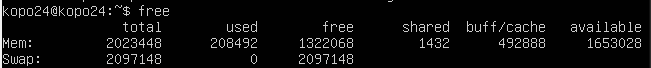 kopo24@kopo24:~$ free
total used free shared buff/cache available
Mem: 2023448 208492 1322068 1432 492888 1653028
Swap: 2097148 0 2097148